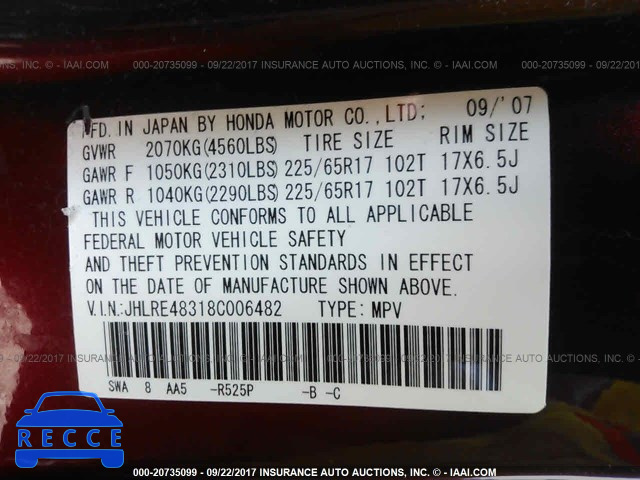 000-20735099 - 09/22/2017 INSURANCE AUTO AUCTIONS, INC. - IAAI.COM
MFD. IN JAPAN BY HONDA MOTOR CO.,LTD; 09/'07
GVWR 2070KG(4560LBS) TIRE SIZE RIM SIZE
GAWR F 1050KG(2310LBS) 225/65R17 102T 17X6.5J
GAWR R 1040KG(2290LBS) 225/65R17 102T 17X6.5J
THIS VEHICLE CONFORMS TO ALL APPLICABLE
FEDERAL MOTOR VEHICLE SAFETY
AND THEFT PREVENTION STANDARDS IN EFFECT
ON THE DATE OF MANUFACTURE SHOWN ABOVE.
V.I.N.:JHLRE48318C006482 TYPE: MPV
SWA 8 AA5 -R525P -B -C
RECCE
000-20735099 - 09/22/2017 INSURANCE AUTO AUCTIONS, INC. - IAAI.COM